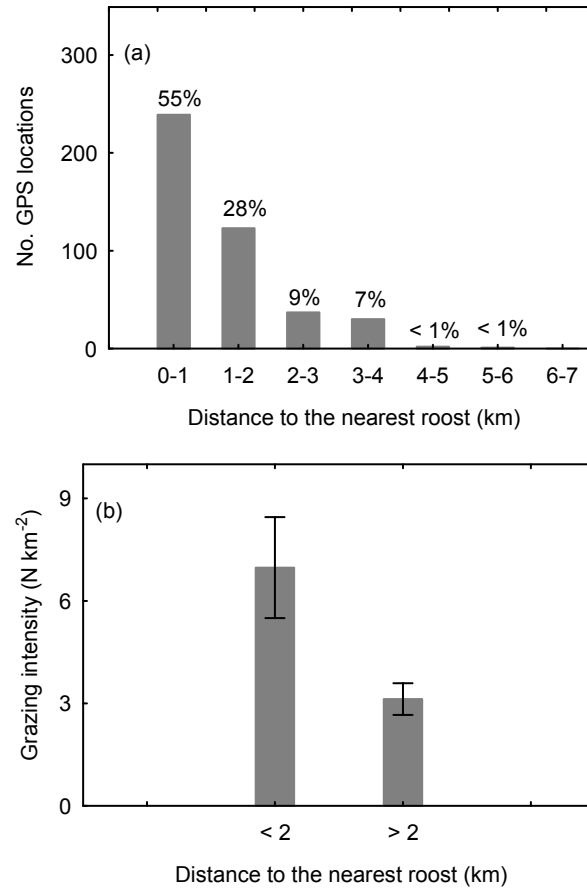 (a)
No. GPS locations
300
200
100
0
55%
28%
9%
7%
< 1%
< 1%
0-1 1-2 2-3 3-4 4-5 5-6 6-7
Distance to the nearest roost (km)
(b)
Grazing intensity (N km-2)
9
6
3
0
< 2 > 2
Distance to the nearest roost (km)